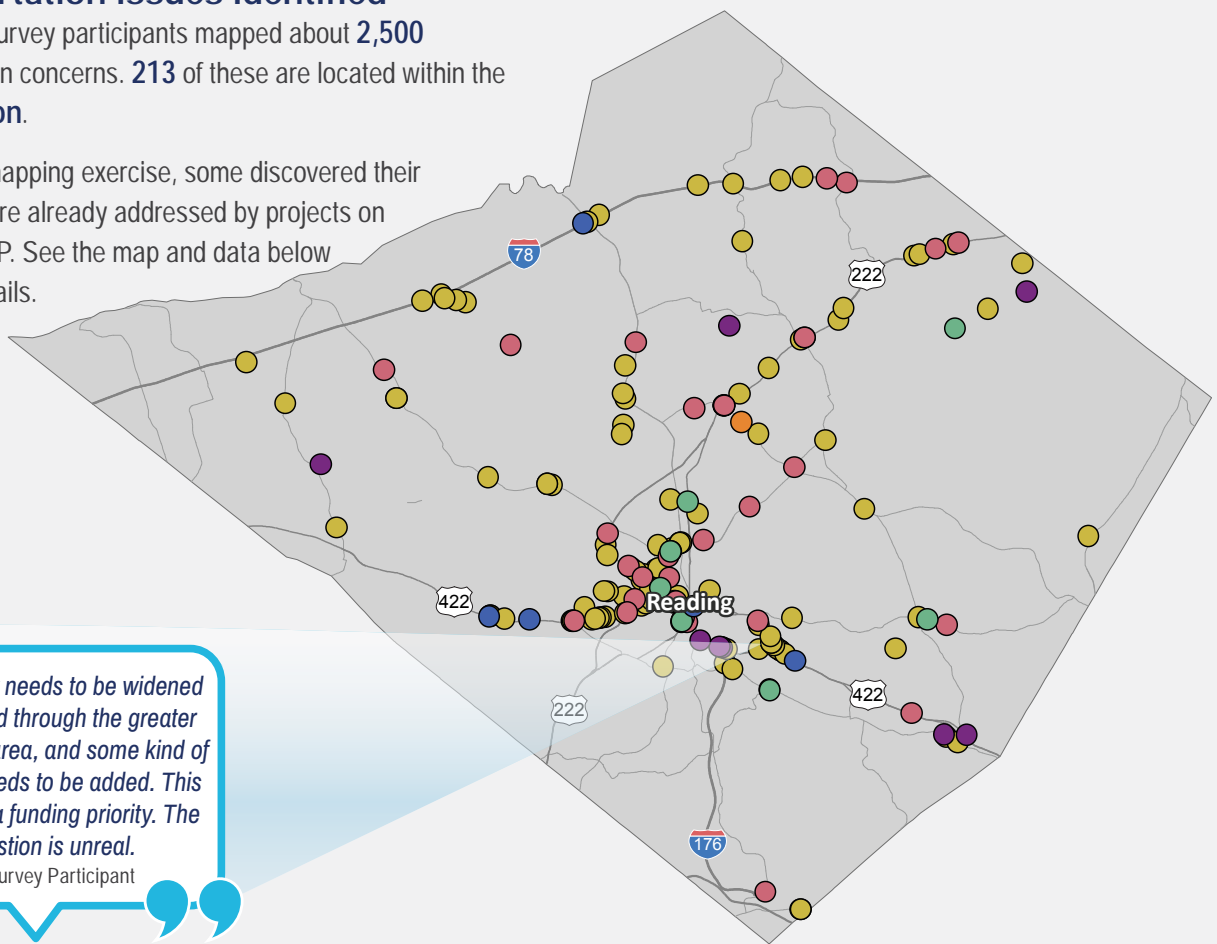 rtation Issues Identified
urvey participants mapped about 2,500
n concerns. 213 of these are located within the
on.
napping exercise, some discovered their
re already addressed by projects on
P. See the map and data below
ails.
78
222
422
Reading
422
222
176
needs to be widened
d through the greater
area, and some kind of
eds to be added. This
a funding priority. The
stion is unreal.
urvey Participant